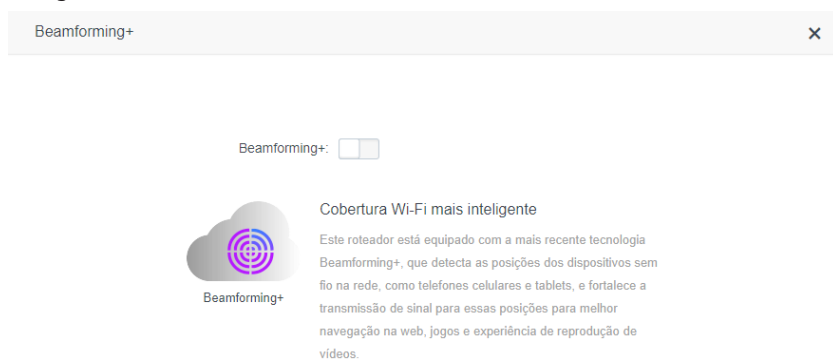 Beamforming+
Beamforming+:
Cobertura Wi-Fi mais inteligente
Este roteador está equipado com a mais recente tecnologia
Beamforming+, que detecta as posições dos dispositivos sem
fio na rede, como telefones celulares e tablets, e fortalece a
transmissão de sinal para essas posições para melhor
navegação na web, jogos e experiência de reprodução de
vídeos.
Beamforming+